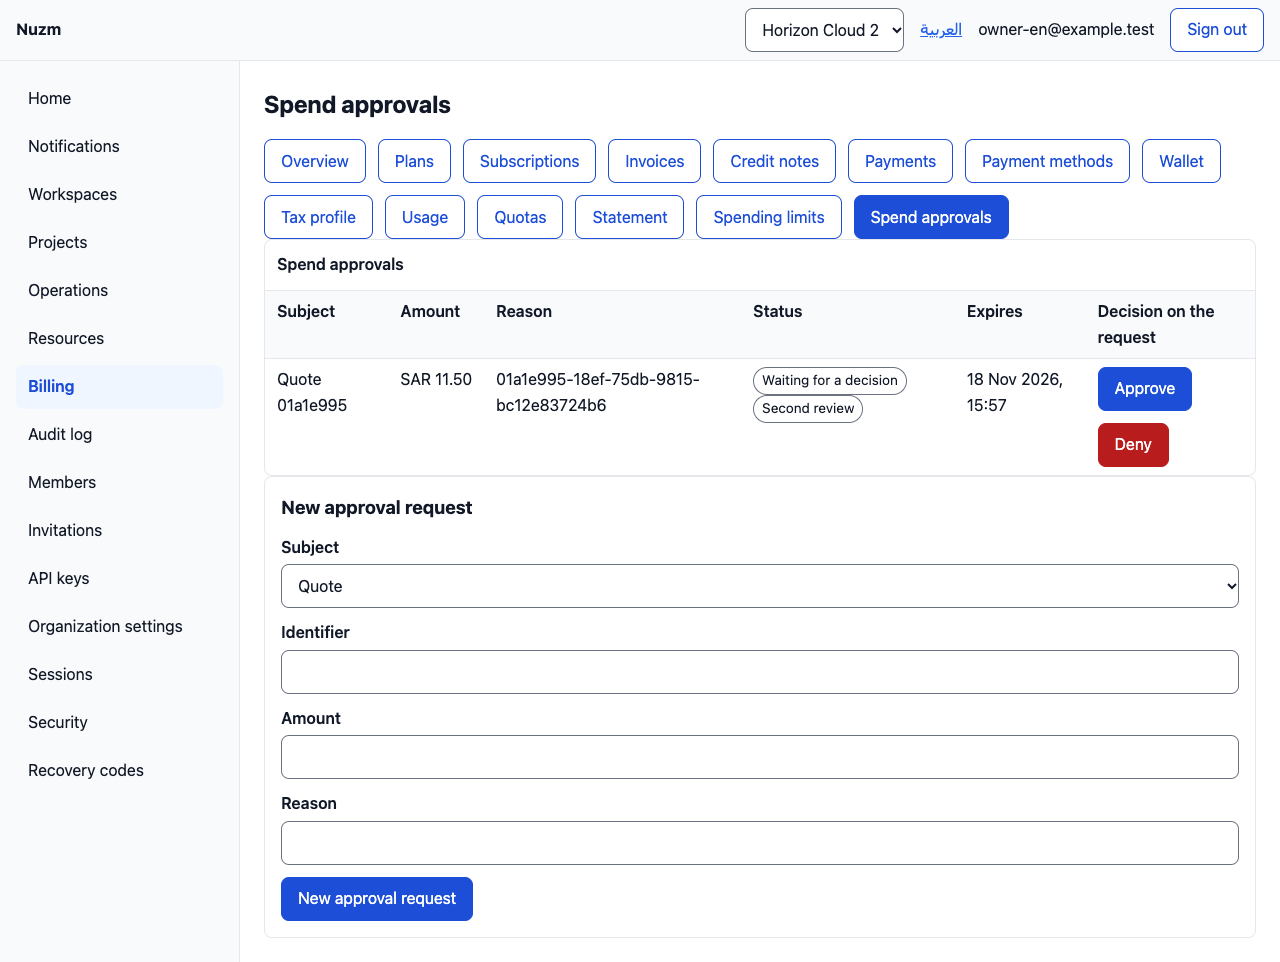 Nuzm
Horizon Cloud 2
العربية
owner-en@example.test
Sign out
Home
Notifications
Workspaces
Projects
Operations
Resources
Billing
Audit log
Members
Invitations
API keys
Organization settings
Sessions
Security
Recovery codes
Spend approvals
Overview
Plans
Subscriptions
Invoices
Credit notes
Payments
Payment methods
Wallet
Tax profile
Usage
Quotas
Statement
Spending limits
Spend approvals
Spend approvals
Subject
Amount
Reason
Status
Expires
Decision on the
request
Quote
01a1e995
SAR 11.50
01a1e995-18ef-75db-9815-
bc12e83724b6
Waiting for a decision
Second review
18 Nov 2026,
15:57
Approve
Deny
New approval request
Subject
Quote
Identifier
Amount
Reason
New approval request